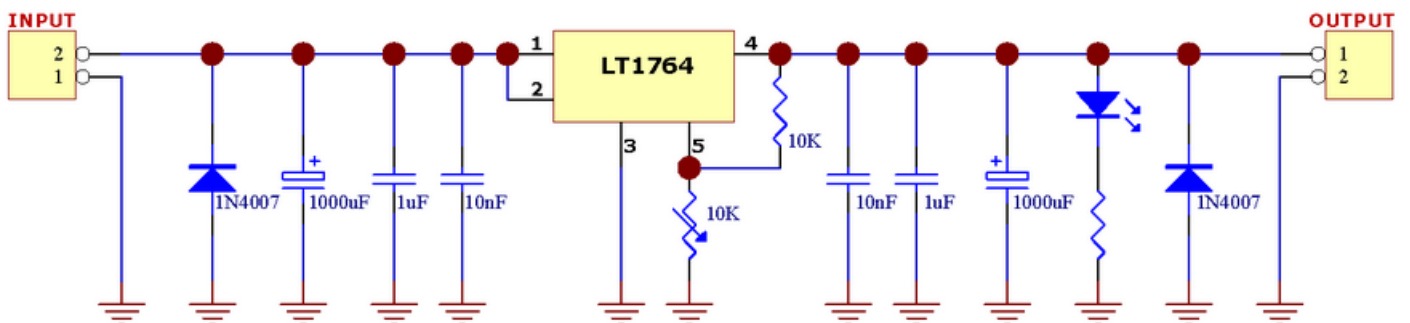 INPUT
OUTPUT
2
1
1
2
LT1764
4
3
5
1
2
10K
10K
1N4007
+
1000uF
1uF
10nF
10nF
1uF
+
1000uF
1N4007